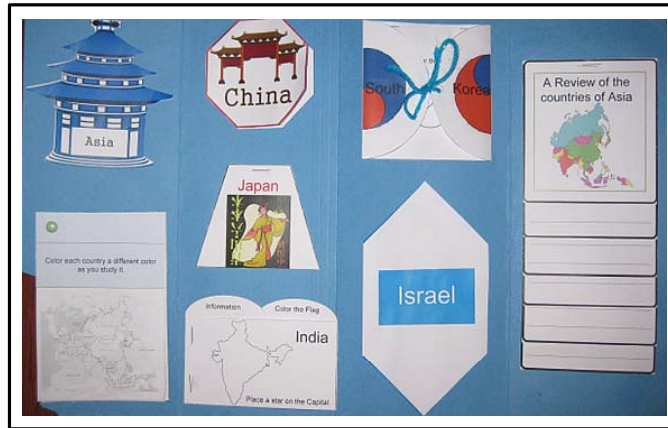 Asia
China
South Korea
A Review of the
countries of Asia
Japan
Color each country a different color
as you study it.
Information
Color the Flag
India
Place a star on the Capital
Israel